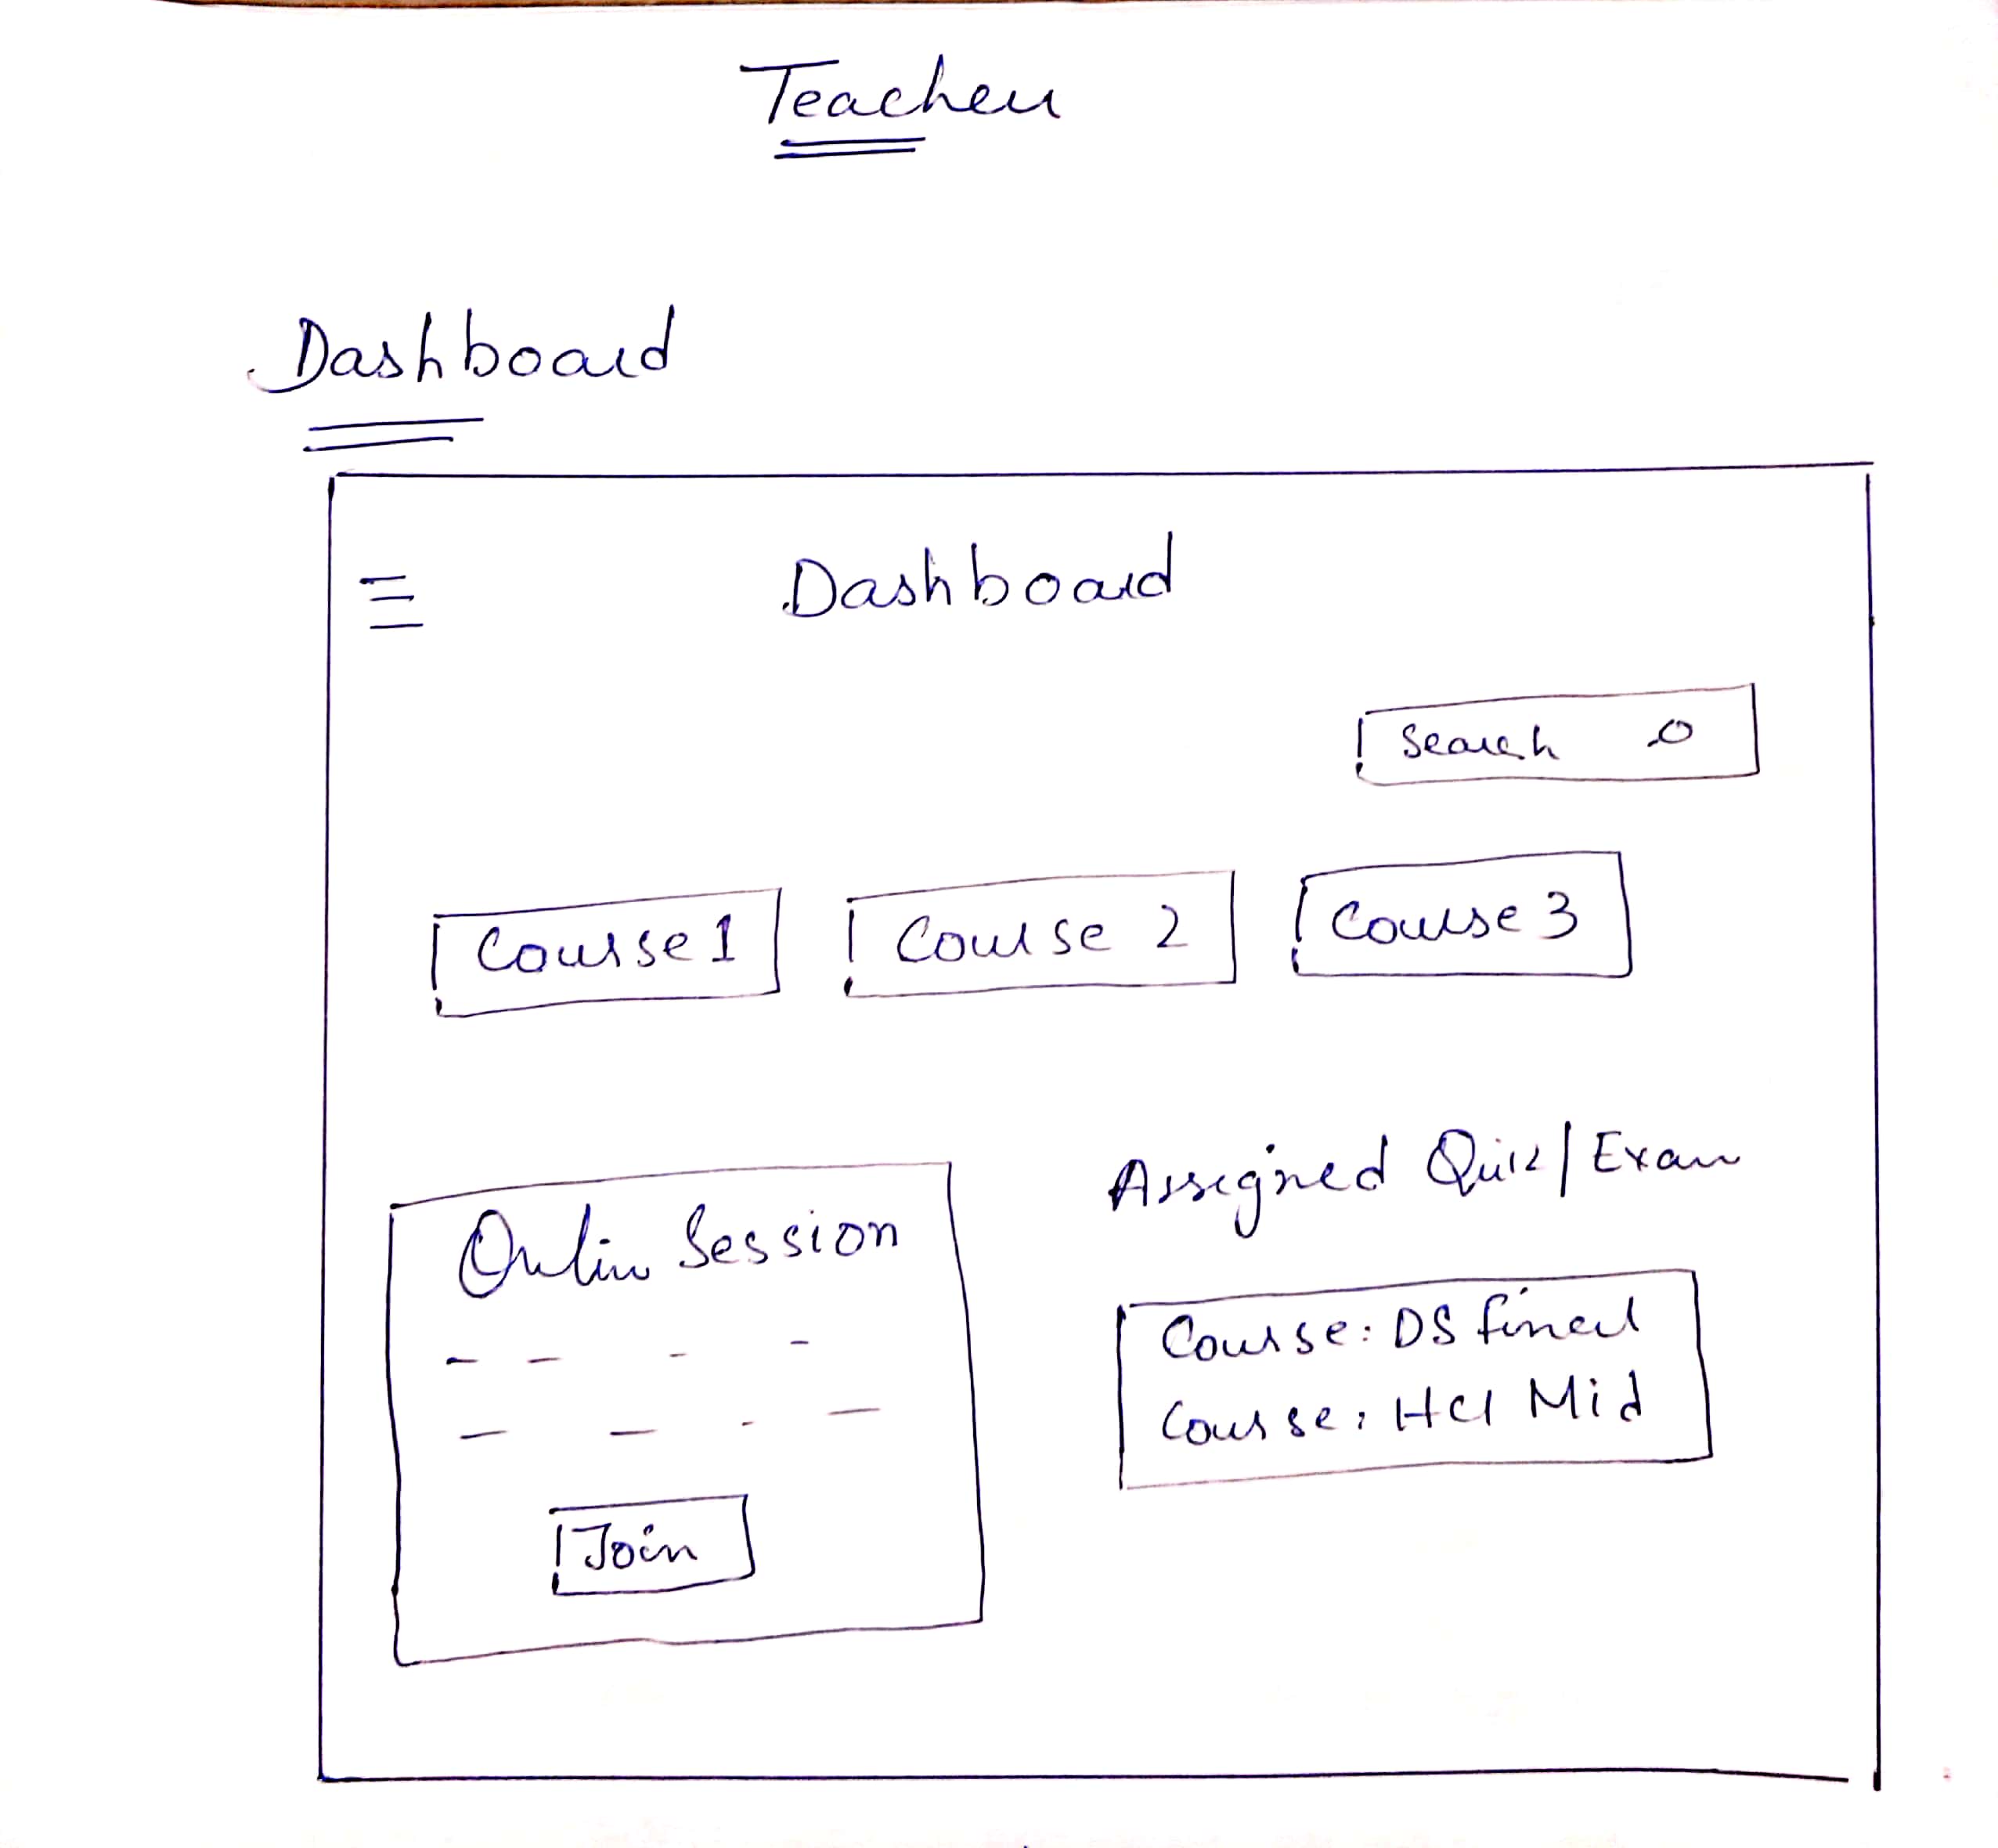 Teacher
Dashboard
Dashboard
Search
Course 1
Course 2
Course 3
Assigned Quiz/Exam
Online Session
Course: DS final
Course: HCI Mid
Join